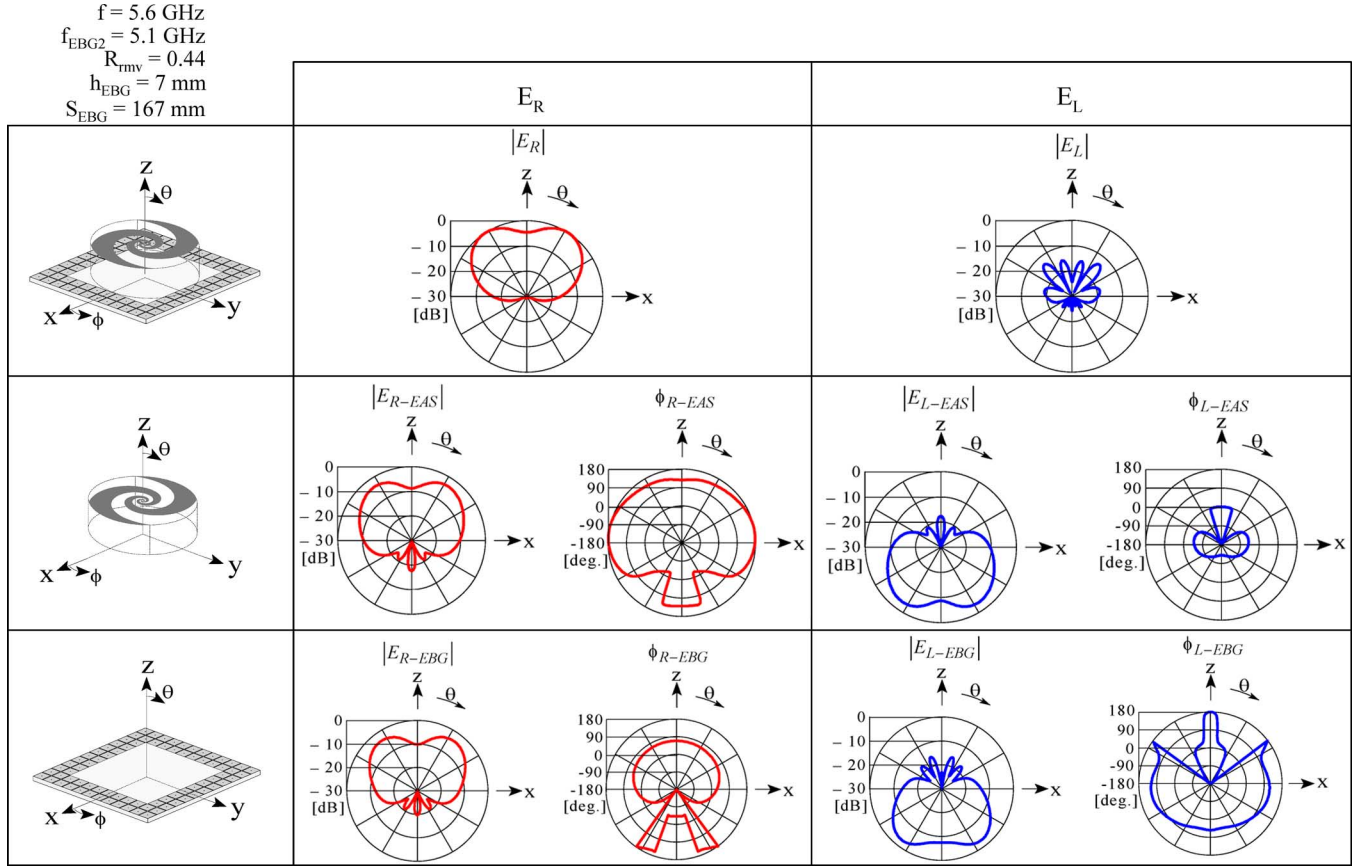 f = 5.6 GHz
f_EBG2 = 5.1 GHz
R_rmv = 0.44
h_EBG = 7 mm
S_EBG = 167 mm
E_R
E_L
z
θ
x
ϕ
y
|E_R|
z
θ
0
– 10
– 20
– 30
[dB]
x
|E_L|
z
θ
0
– 10
– 20
– 30
[dB]
x
z
θ
x
ϕ
y
|E_R–EAS|
z
θ
0
– 10
– 20
– 30
[dB]
x
ϕ_R–EAS
z
θ
180
90
0
-90
-180
[deg.]
x
|E_L–EAS|
z
θ
0
– 10
– 20
– 30
[dB]
x
ϕ_L–EAS
z
θ
180
90
0
-90
-180
[deg.]
x
z
θ
x
ϕ
y
|E_R–EBG|
z
θ
0
– 10
– 20
– 30
[dB]
x
ϕ_R–EBG
z
θ
180
90
0
-90
-180
[deg.]
x
|E_L–EBG|
z
θ
0
– 10
– 20
– 30
[dB]
x
ϕ_L–EBG
z
θ
180
90
0
-90
-180
[deg.]
x